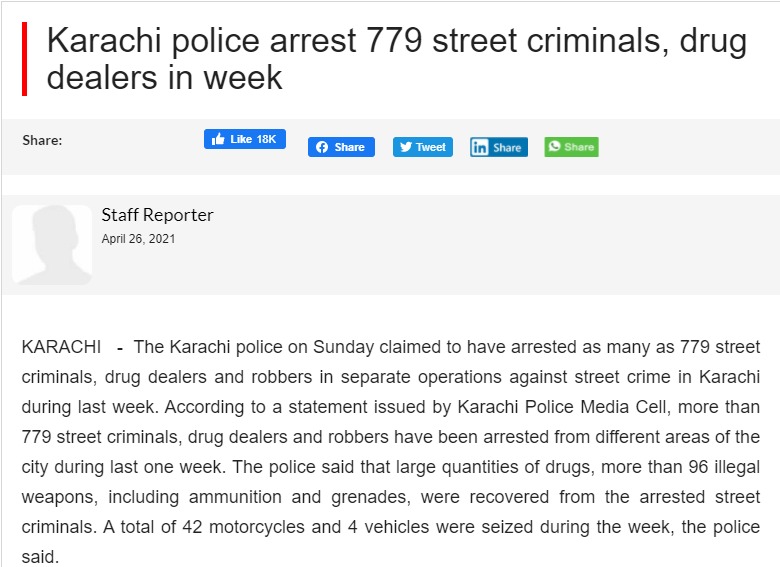 Karachi police arrest 779 street criminals, drug
dealers in week
Share:
Like 18K
Share
Tweet
in Share
Share
Staff Reporter
April 26, 2021
KARACHI - The Karachi police on Sunday claimed to have arrested as many as 779 street
criminals, drug dealers and robbers in separate operations against street crime in Karachi
during last week. According to a statement issued by Karachi Police Media Cell, more than
779 street criminals, drug dealers and robbers have been arrested from different areas of the
city during last one week. The police said that large quantities of drugs, more than 96 illegal
weapons, including ammunition and grenades, were recovered from the arrested street
criminals. A total of 42 motorcycles and 4 vehicles were seized during the week, the police
said.